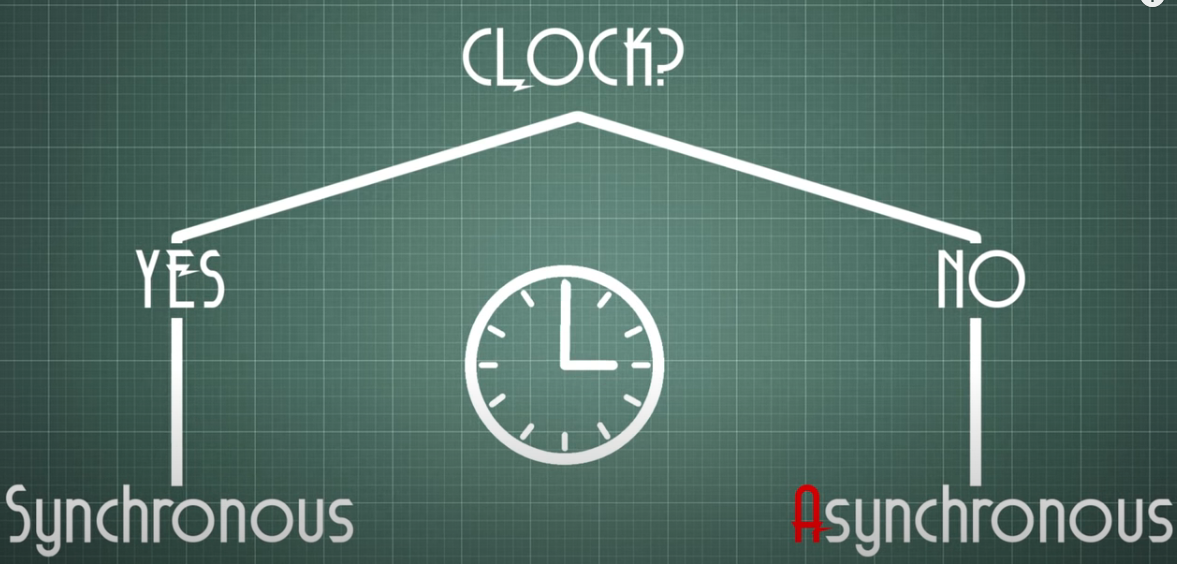 CLOCK?
YES
NO
Synchronous
Asynchronous